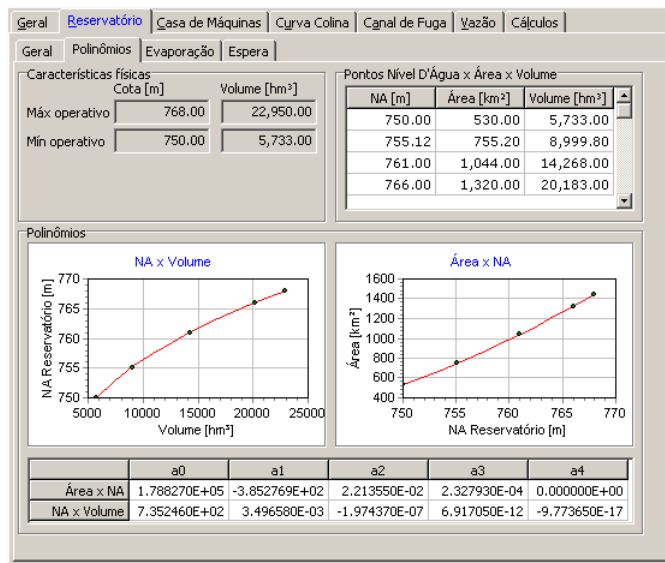 Geral Reservatório Casa de Máquinas Curva Colina Canal de Fuga Vazão Cálculos
Geral Polinômios Evaporação Espera
Características físicas
Cota [m] Volume [hm³]
Máx operativo 768.00 22,950.00
Mín operativo 750.00 5,733.00
Pontos Nível D'Água x Área x Volume
NA [m] Área [km²] Volume [hm³]
750.00 530.00 5,733.00
755.12 755.20 8,999.80
761.00 1,044.00 14,268.00
766.00 1,320.00 20,183.00
Polinômios
NA x Volume
NA Reservatório [m]
770
765
760
755
750
5000 10000 15000 20000 25000
Volume [hm³]
Área x NA
Área [km²]
1600
1400
1200
1000
800
600
400
750 755 760 765 770
NA Reservatório [m]
a0 a1 a2 a3 a4
Área x NA 1.788270E+05 -3.852769E+02 2.213550E-02 2.327930E-04 0.000000E+00
NA x Volume 7.352460E+02 3.496580E-03 -1.974370E-07 6.917050E-12 -9.773650E-17